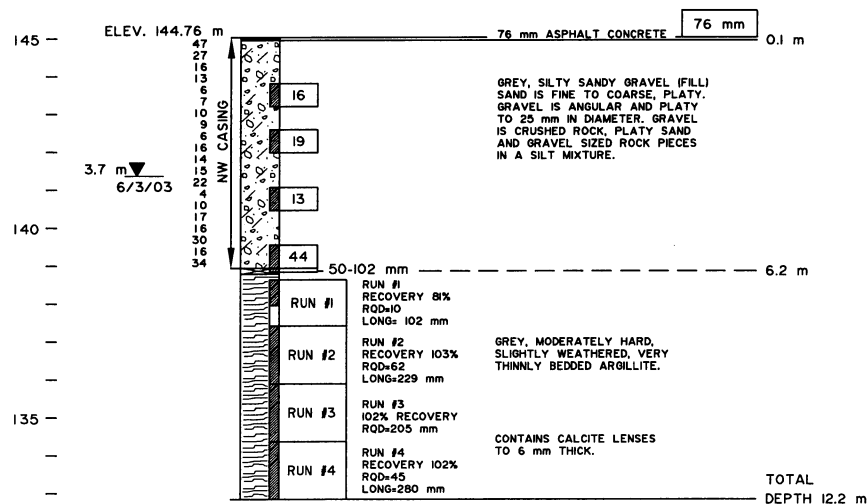 ELEV. 144.76 m
76 mm
145
76 mm ASPHALT CONCRETE
0.1 m
47
27
16
13
6
7
10
9
6
16
14
15
22
4
10
17
16
30
16
34
NW CASING
16
19
13
44
GREY, SILTY SANDY GRAVEL (FILL)
SAND IS FINE TO COARSE, PLATY.
GRAVEL IS ANGULAR AND PLATY
TO 25 mm IN DIAMETER. GRAVEL
IS CRUSHED ROCK, PLATY SAND
AND GRAVEL SIZED ROCK PIECES
IN A SILT MIXTURE.
3.7 m
6/3/03
140
50-102 mm
6.2 m
RUN #1
RUN #1
RECOVERY 81%
RQD=10
LONG= 102 mm
RUN #2
RUN #2
RECOVERY 103%
RQD=62
LONG=229 mm
GREY, MODERATELY HARD,
SLIGHTLY WEATHERED, VERY
THINNLY BEDDED ARGILLITE.
135
RUN #3
RUN #3
102% RECOVERY
RQD=205 mm
RUN #4
RUN #4
RECOVERY 102%
RQD=45
LONG=280 mm
CONTAINS CALCITE LENSES
TO 6 mm THICK.
TOTAL
DEPTH 12.2 m